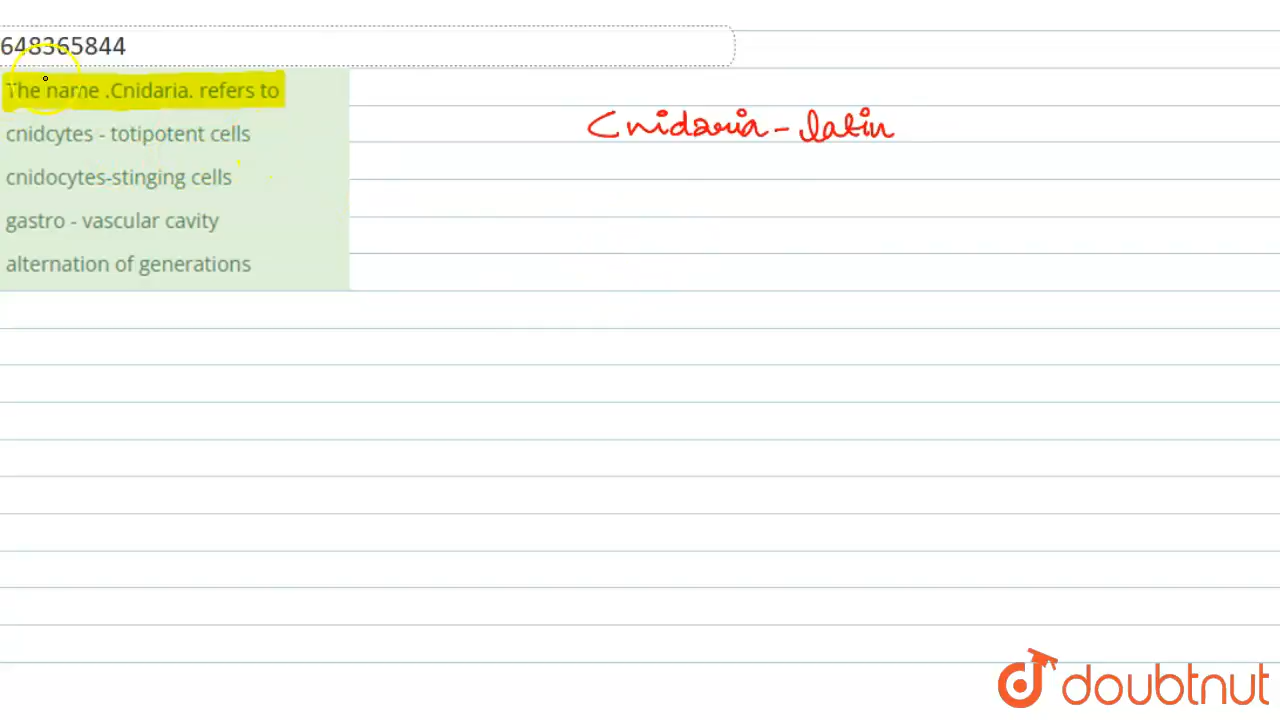 648365844
The name .Cnidaria. refers to
Cnidaria - latin
cnidcytes - totipotent cells
cnidocytes-stinging cells
gastro - vascular cavity
alternation of generations
doubtnut